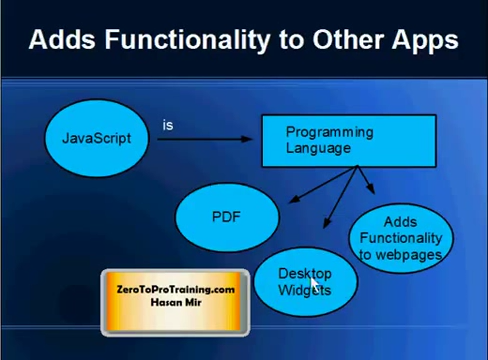 Adds Functionality to Other Apps
JavaScript
is
Programming
Language
PDF
Adds
Functionality
to webpages
Desktop
Widgets
ZeroToProTraining.com
Hasan Mir